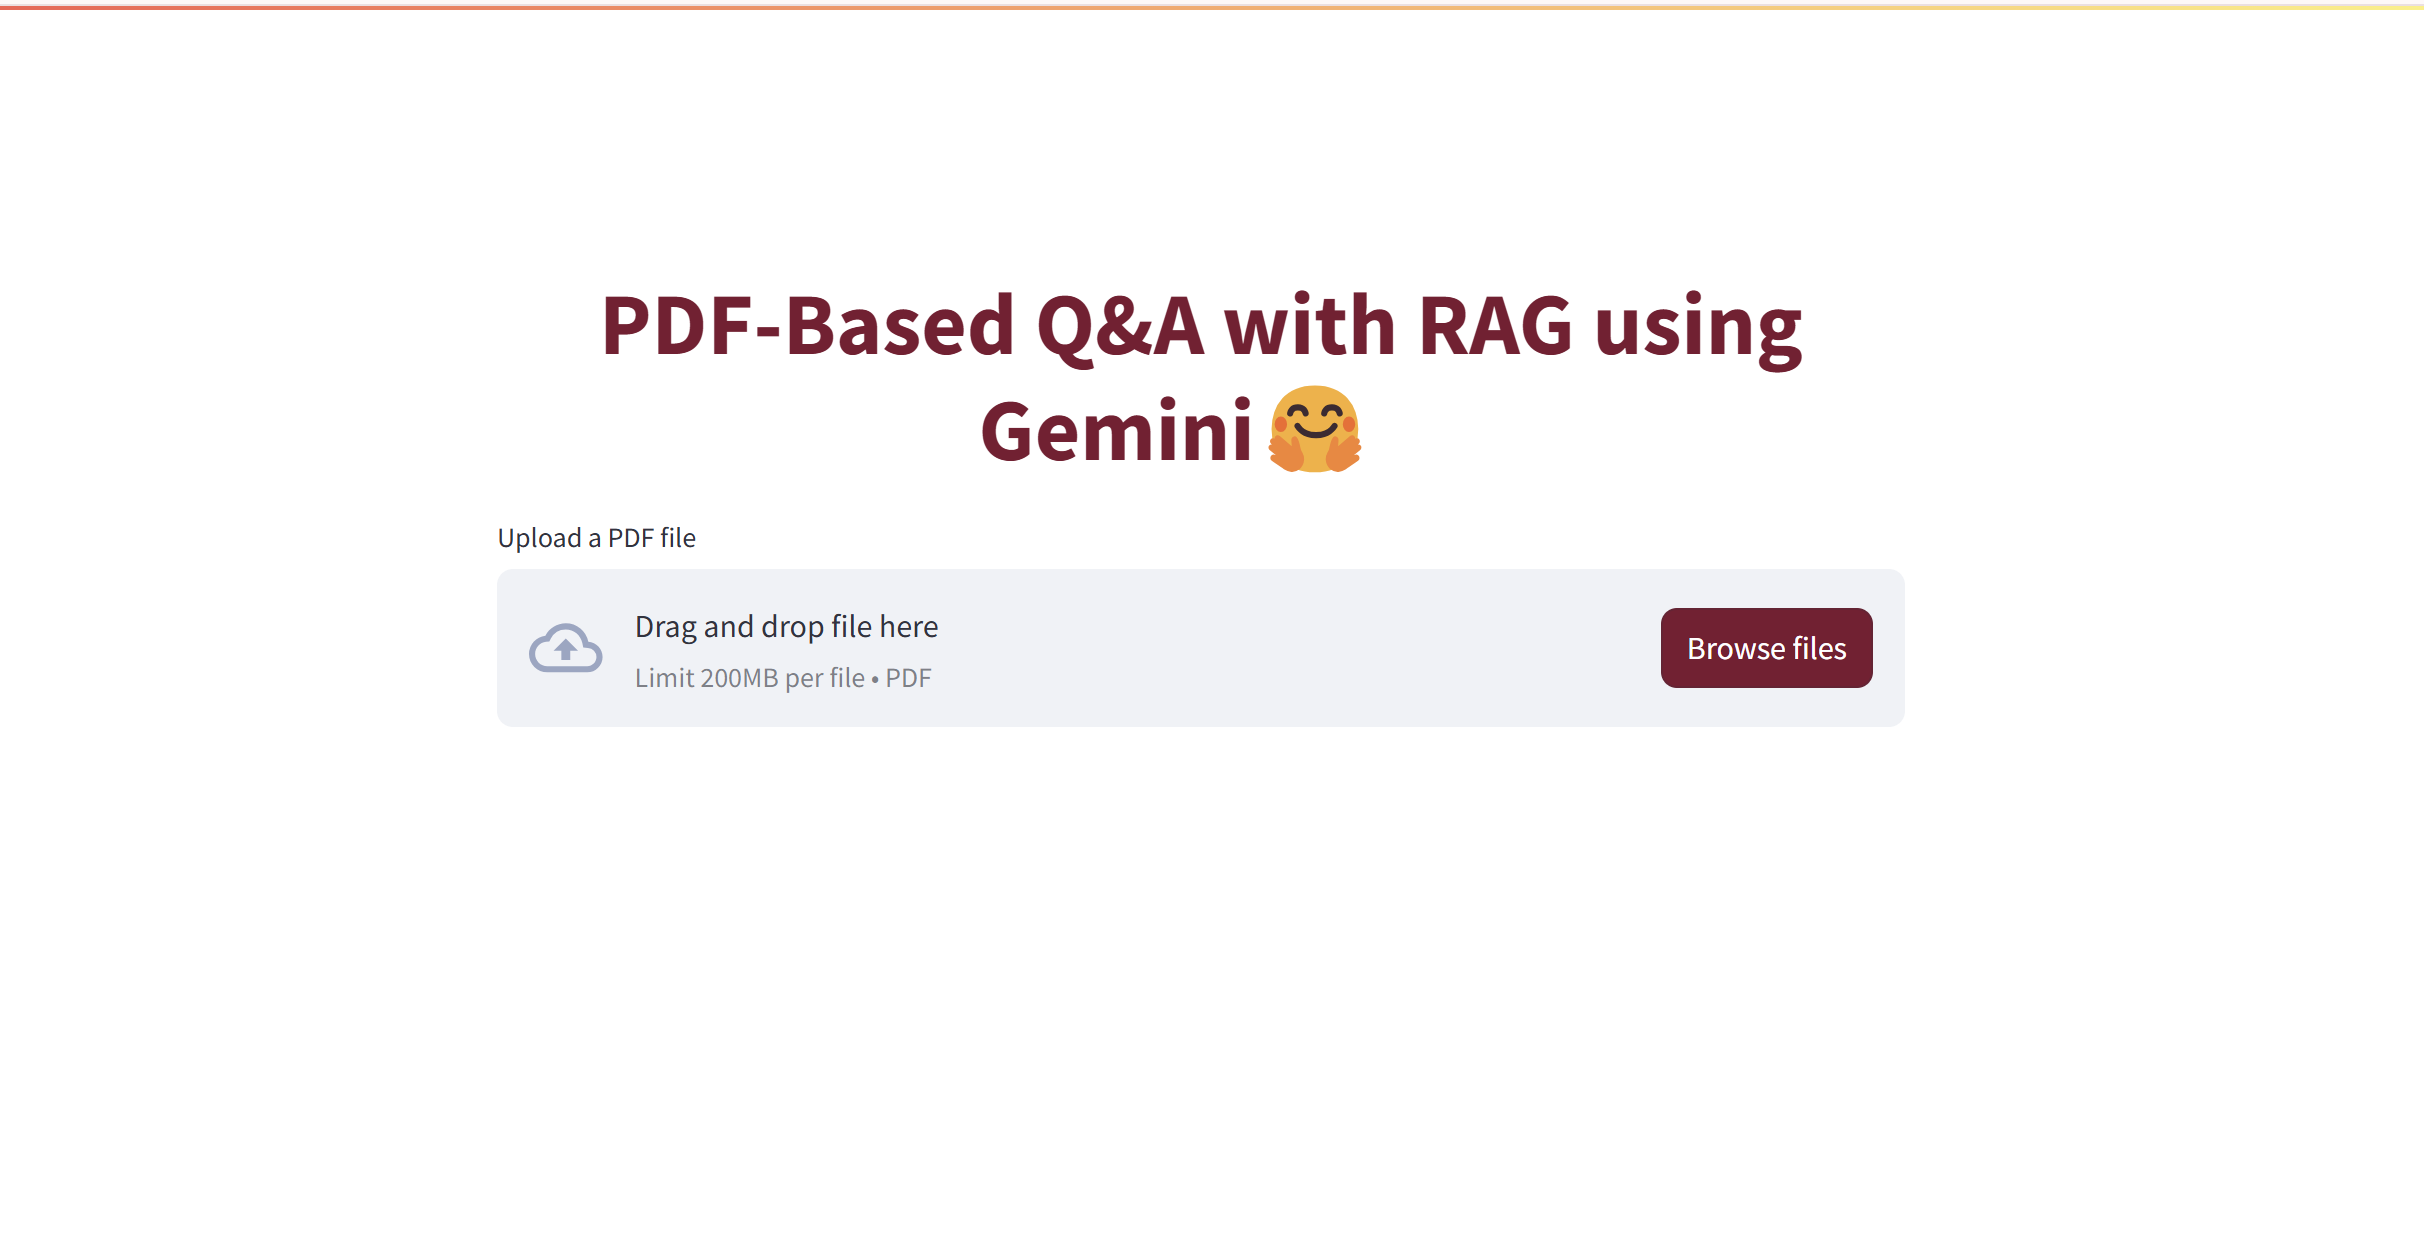 PDF-Based Q&A with RAG using
Gemini 🤗
Upload a PDF file
Drag and drop file here
Limit 200MB per file • PDF
Browse files